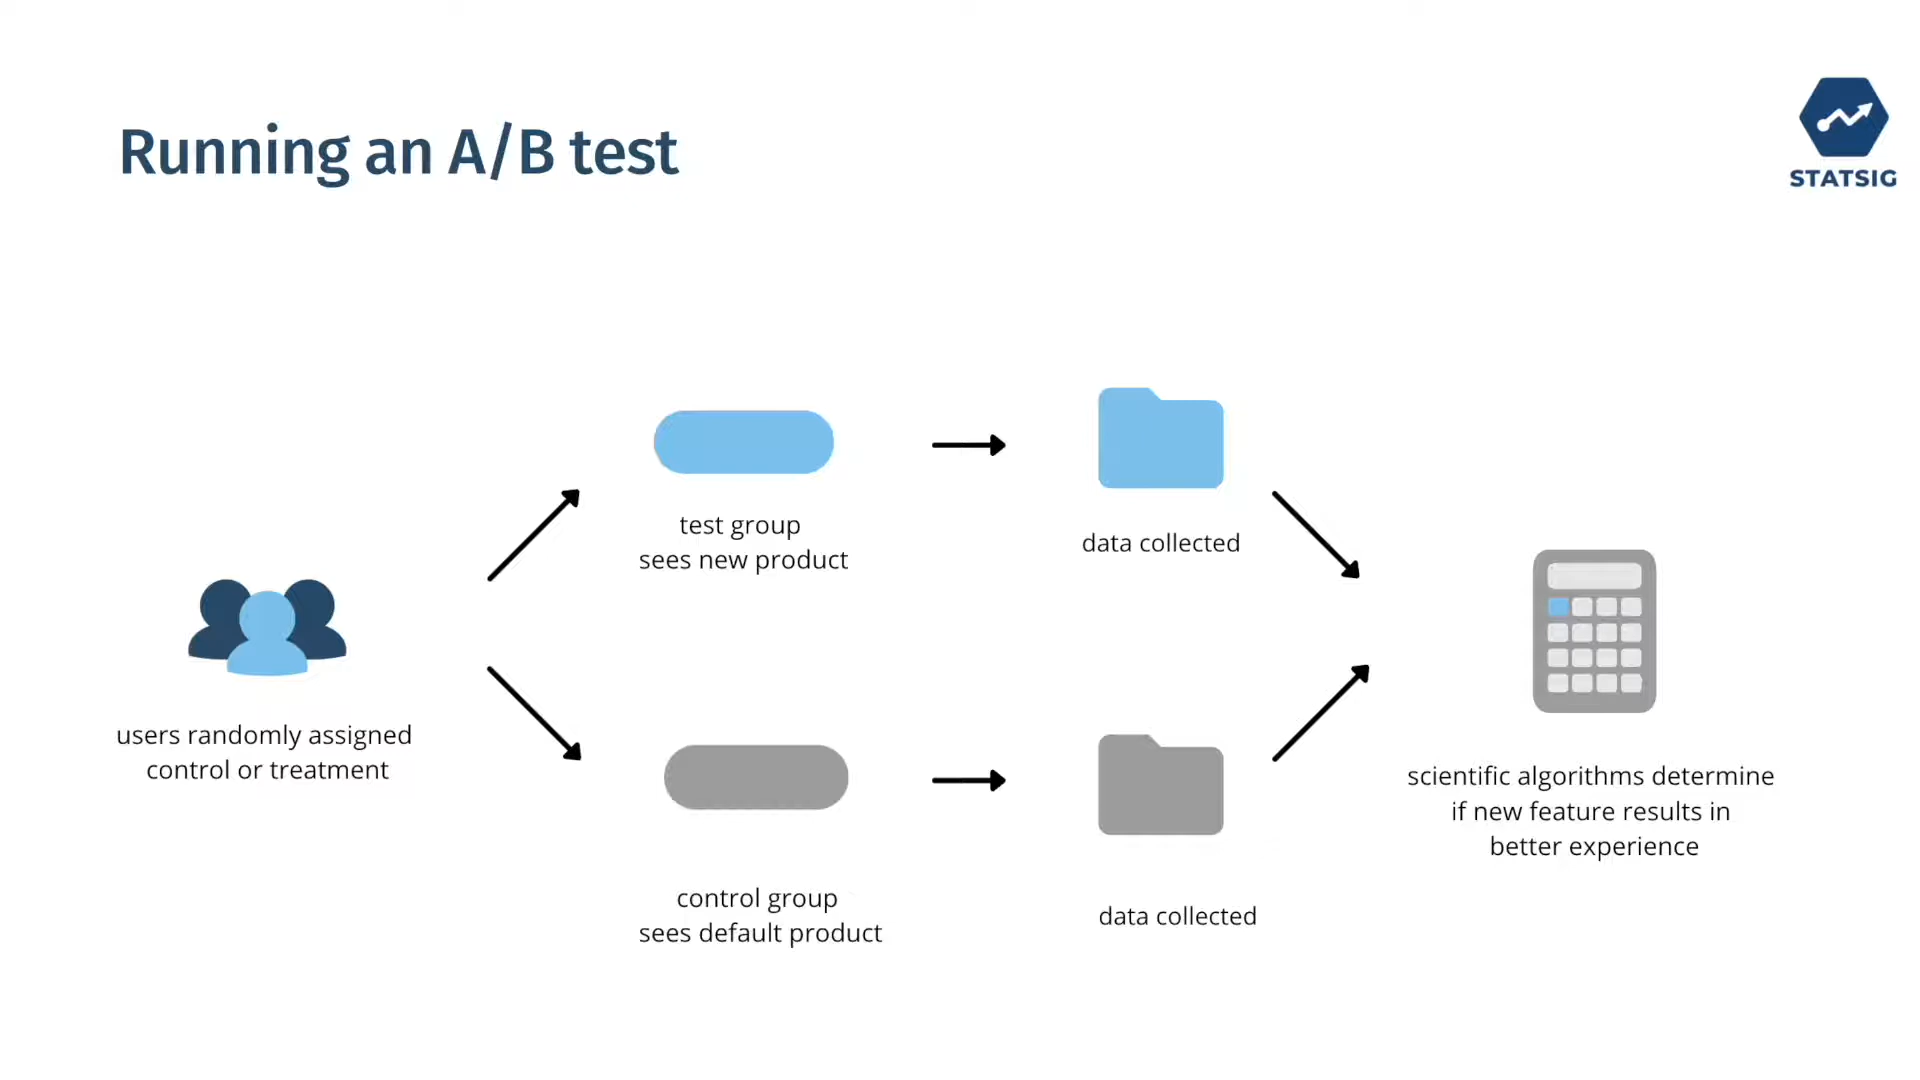 Running an A/B test
STATSIG
test group
sees new product
data collected
users randomly assigned
control or treatment
control group
sees default product
data collected
scientific algorithms determine
if new feature results in
better experience